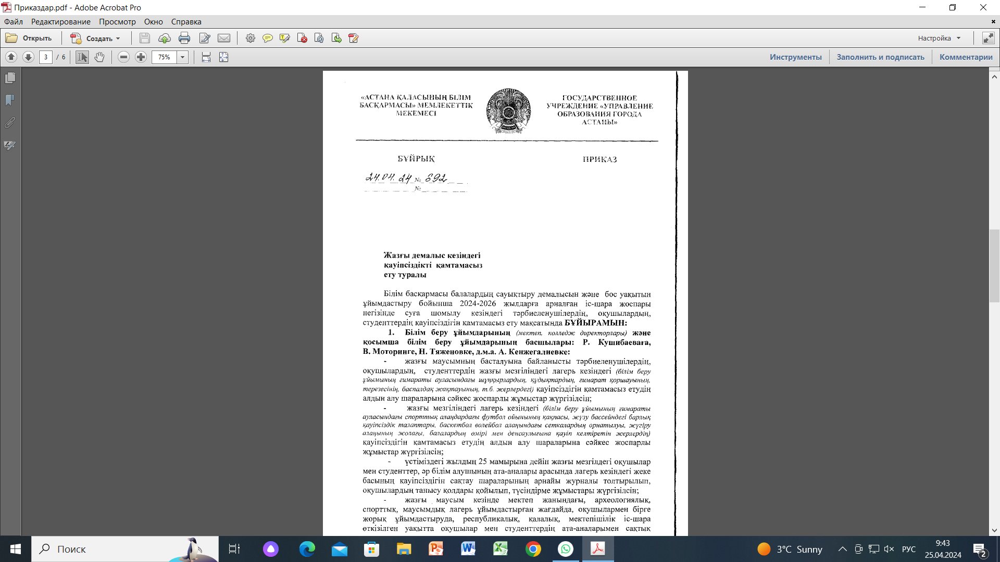 Приказдар.pdf - Adobe Acrobat Pro
Файл Редактирование Просмотр Окно Справка
Открыть Создать Настройка
3 / 6 75% Инструменты Заполнить и подписать Комментарии
«АСТАНА ҚАЛАСЫНЫҢ БІЛІМ
БАСҚАРМАСЫ» МЕМЛЕКЕТТІК
МЕКЕМЕСІ
ГОСУДАРСТВЕННОЕ
УЧРЕЖДЕНИЕ «УПРАВЛЕНИЕ
ОБРАЗОВАНИЯ ГОРОДА
АСТАНЫ»
БҰЙРЫҚ
ПРИКАЗ
24.04.24 № 692
№
Жазғы демалыс кезіндегі
қауіпсіздікті қамтамасыз
ету туралы
Білім басқармасы балалардың сауықтыру демалысын және бос уақытын
ұйымдастыру бойынша 2024-2026 жылдарға арналған іс-шара жоспары
негізінде суға шомылу кезіндегі тәрбиеленушілердің, оқушылардың,
студенттердің қауіпсіздігін қамтамасыз ету мақсатында БҰЙЫРАМЫН:
1. Білім беру ұйымдарының (мектеп, колледж директорлары) және
қосымша білім беру ұйымдарының басшылары: Р. Кушибаеваға,
В. Моторинге, Н. Тяженовке, д.м.а. А. Кенжегалиевке:
- жазғы маусымның басталуына байланысты тәрбиеленушілердің,
оқушылардың, студенттердің жазғы мезгіліндегі лагерь кезіндегі (білім беру
ұйымының ғимараты ауласындағы шұңқырлардың, құдықтардың, ғимарат қоршауының,
терезесінің, баспалдақ жақтауының, т.б. жерлердегі) қауіпсіздігін қамтамасыз етудің
алдын алу шараларына сәйкес жоспарлы жұмыстар жүргізілсін;
- жазғы мезгіліндегі лагерь кезіндегі (білім беру ұйымының ғимараты
ауласындағы спорттық алаңдардағы футбол ойынының қақпасы, жүзу бассейндегі барлық
қауіпсіздік талаптары, баскетбол волейбол алаңындағы сеткалардың орнатылуы, жүгіру
алаңының жолағы, балалардың өмірі мен денсаулығына қауіп келтіретін жерлердің)
қауіпсіздігін қамтамасыз етудің алдын алу шараларына сәйкес жоспарлы
жұмыстар жүргізілсін;
- үстіміздегі жылдың 25 мамырына дейін жазғы мезгілдегі оқушылар
мен студенттер, әр білім алушының ата-аналары арасында лагерь кезіндегі жеке
басының қауіпсіздігін сақтау шараларының арнайы журналы толтырылып,
оқушылардың танысу қолдары қойылып, түсіндірме жұмыстары жүргізілсін;
- жазғы маусым кезінде мектеп жанындағы, археологиялық,
спорттық, маусымдық лагерь ұйымдастырған жағдайда, оқушылармен бірге
жорық ұйымдастыруда, республикалық, қалалық, мектепішілік іс-шара
өткізілген уақытта оқушылар мен студенттердің ата-аналарымен сақтық
Поиск 3°C Sunny РУС 9:43
25.04.2024 2